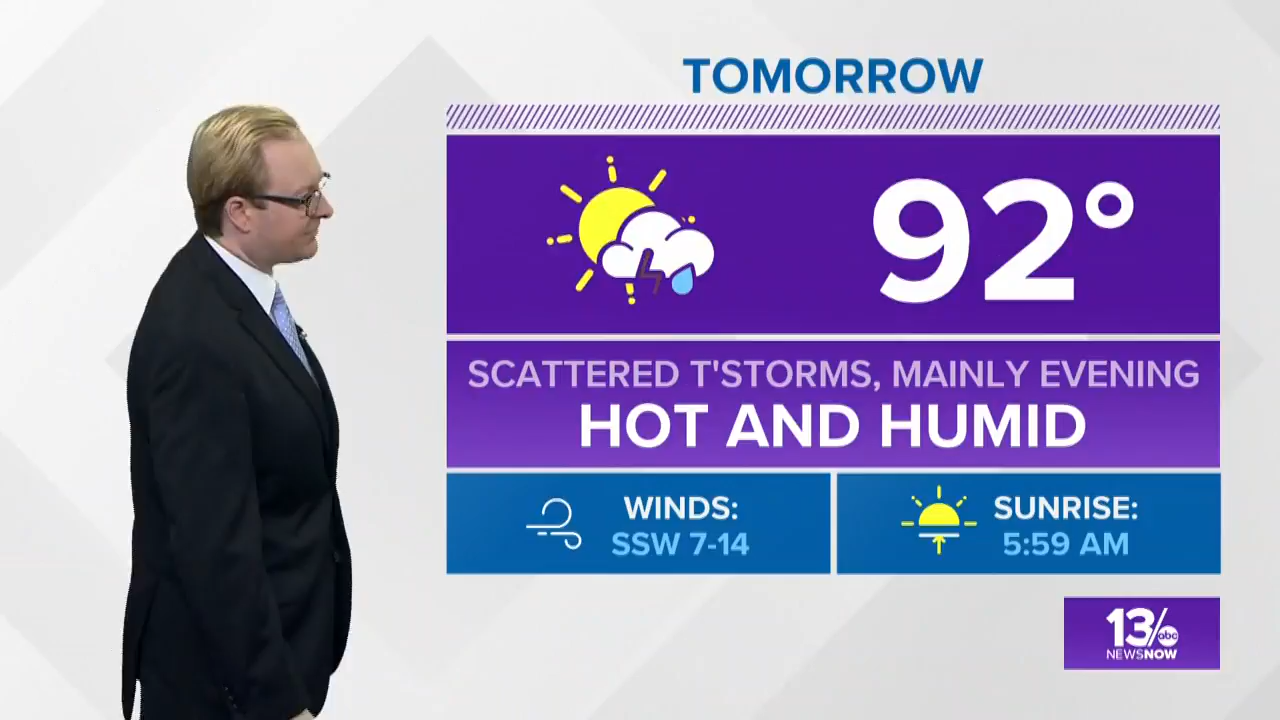 TOMORROW
92°
SCATTERED T'STORMS, MAINLY EVENING
HOT AND HUMID
WINDS:
SSW 7-14
SUNRISE:
5:59 AM
13/ abc
NEWSNOW